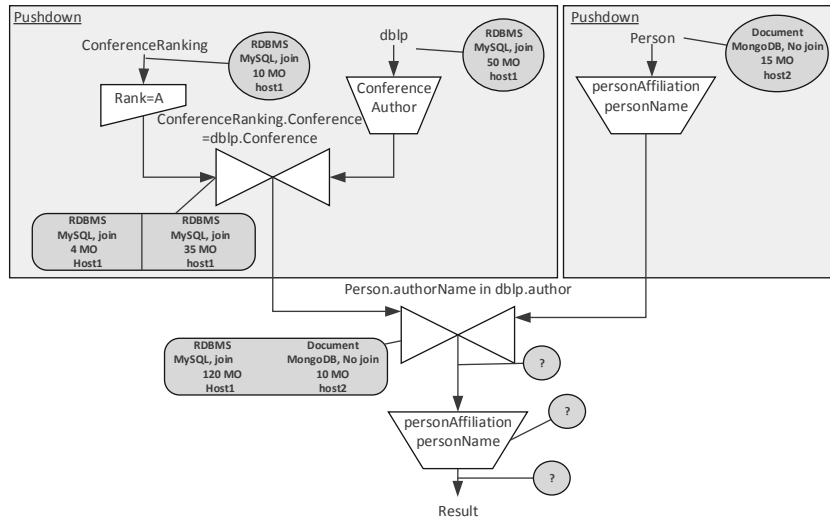 Pushdown
ConferenceRanking
RDBMS
MySQL, join
10 MO
host1
dblp
RDBMS
MySQL, join
50 MO
host1
Rank=A
Conference
Author
ConferenceRanking.Conference
=dblp.Conference
RDBMS
MySQL, join
4 MO
Host1
RDBMS
MySQL, join
35 MO
host1
Pushdown
Person
Document
MongoDB, No join
15 MO
host2
personAffiliation
personName
Person.authorName in dblp.author
RDBMS
MySQL, join
120 MO
Host1
Document
MongoDB, No join
10 MO
host2
?
personAffiliation
personName
?
?
Result